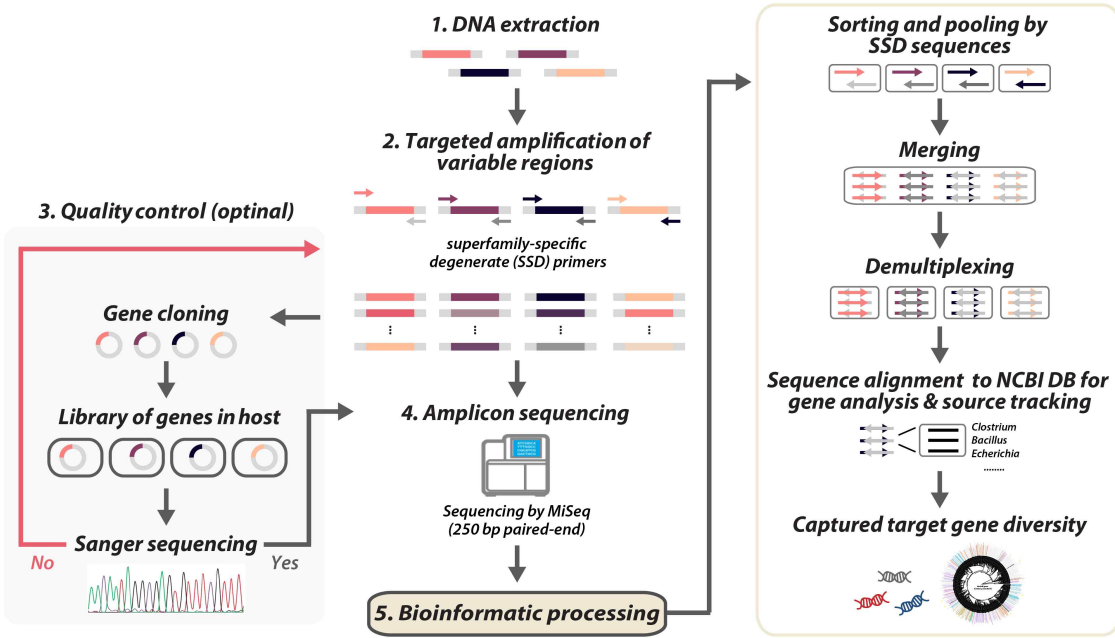 1. DNA extraction
2. Targeted amplification of
variable regions
superfamily-specific
degenerate (SSD) primers
3. Quality control (optinal)
Gene cloning
Library of genes in host
Sanger sequencing
No
Yes
4. Amplicon sequencing
Sequencing by MiSeq
(250 bp paired-end)
5. Bioinformatic processing
Sorting and pooling by
SSD sequences
Merging
Demultiplexing
Sequence alignment to NCBI DB for
gene analysis & source tracking
Clostrium
Bacillus
Echerichia
........
Captured target gene diversity